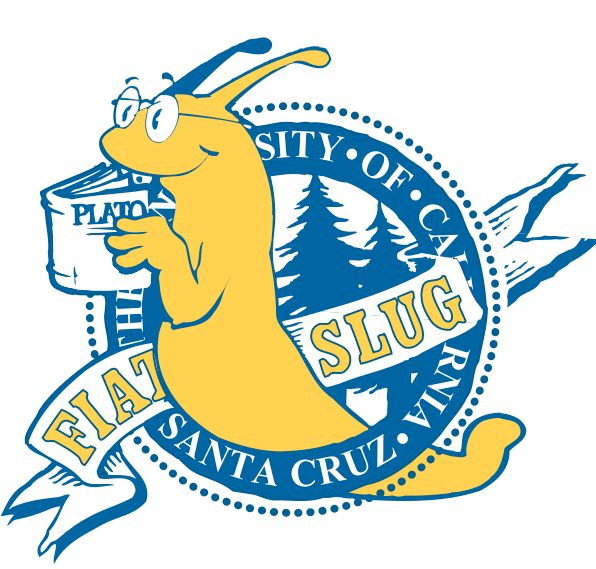 PLATO
SITY • OF • CA
RNIA •
SANTA CRUZ
FIAT SLUG